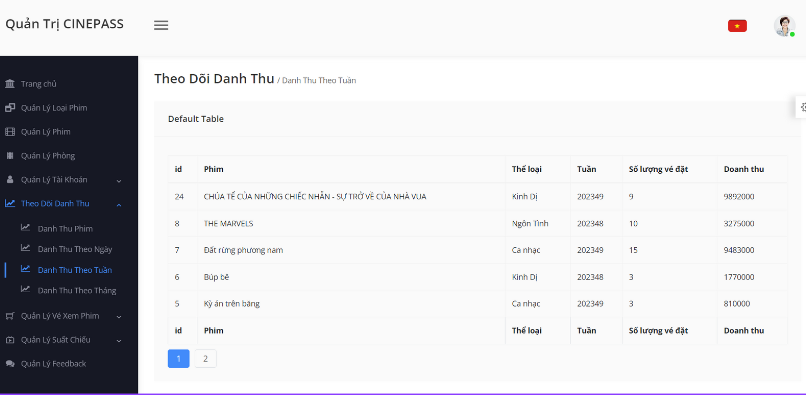 Quản Trị CINEPASS
Trang chủ
Quản Lý Loại Phim
Quản Lý Phim
Quản Lý Phòng
Quản Lý Tài Khoản
Theo Dõi Danh Thu
Danh Thu Phim
Danh Thu Theo Ngày
Danh Thu Theo Tuần
Danh Thu Theo Tháng
Quản Lý Vé Xem Phim
Quản Lý Suất Chiếu
Quản Lý Feedback
Theo Dõi Danh Thu / Danh Thu Theo Tuần
Default Table
id Phim Thể loại Tuần Số lượng vé đặt Doanh thu
24 CHÚA TỂ CỦA NHỮNG CHIẾC NHẪN - SỰ TRỞ VỀ CỦA NHÀ VUA Kinh Dị 202349 9 9892000
8 THE MARVELS Ngôn Tình 202348 10 3275000
7 Đất rừng phương nam Ca nhạc 202349 15 9483000
6 Búp bê Kinh Dị 202348 3 1770000
5 Kỳ án trên băng Ca nhạc 202349 3 810000
id Phim Thể loại Tuần Số lượng vé đặt Doanh thu
1 2